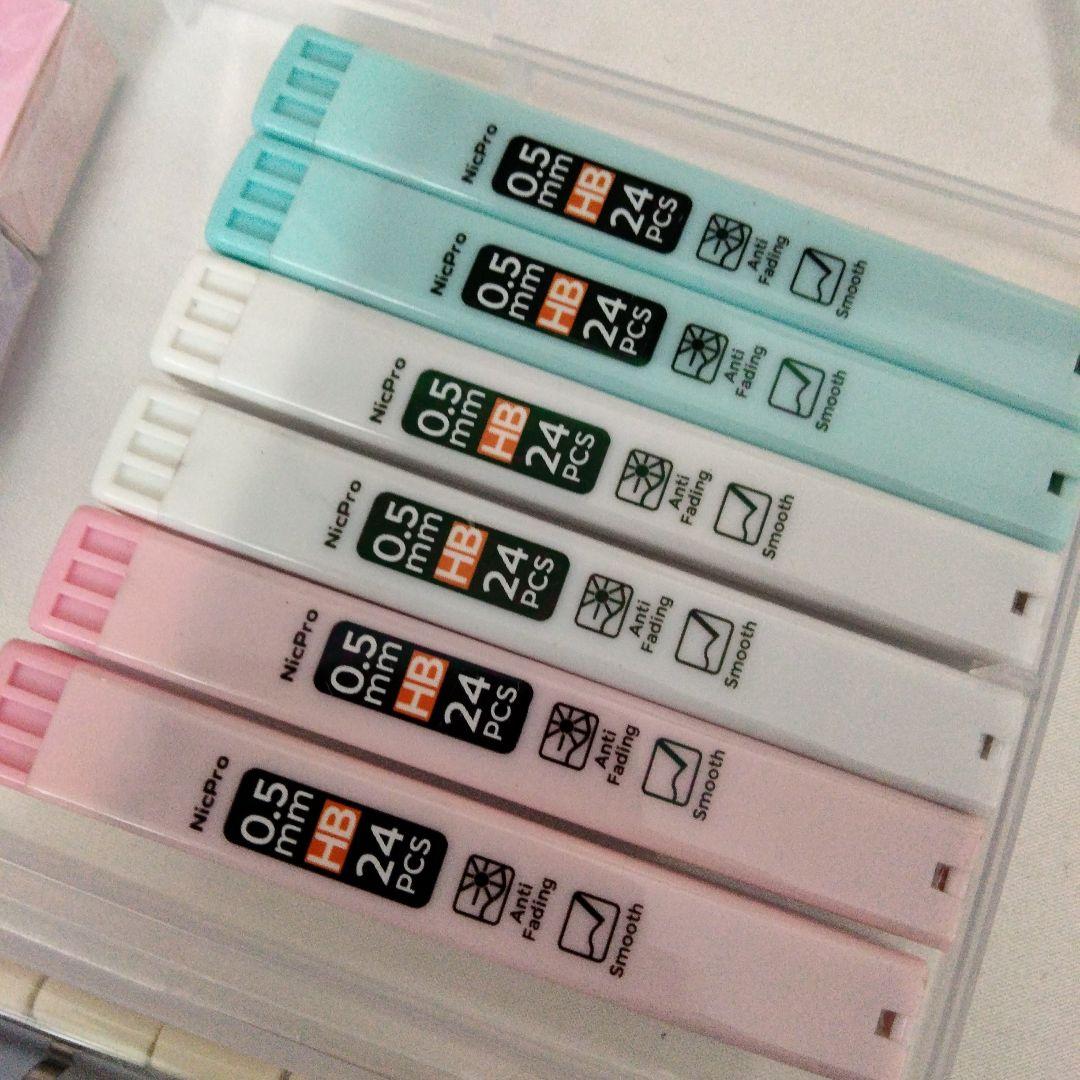 NicPro
0.5
mm
HB
24
PCS
Anti
Fading
Smooth
NicPro
0.5
mm
HB
24
PCS
Anti
Fading
Smooth
NicPro
0.5
mm
HB
24
PCS
Anti
Fading
Smooth
NicPro
0.5
mm
HB
24
PCS
Anti
Fading
Smooth
NicPro
0.5
mm
HB
24
PCS
Anti
Fading
Smooth
NicPro
0.5
mm
HB
24
PCS
Anti
Fading
Smooth